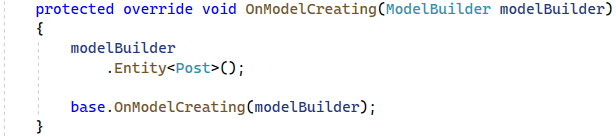 protected override void OnModelCreating(ModelBuilder modelBuilder)
{
    modelBuilder
        .Entity<Post>();

    base.OnModelCreating(modelBuilder);
}